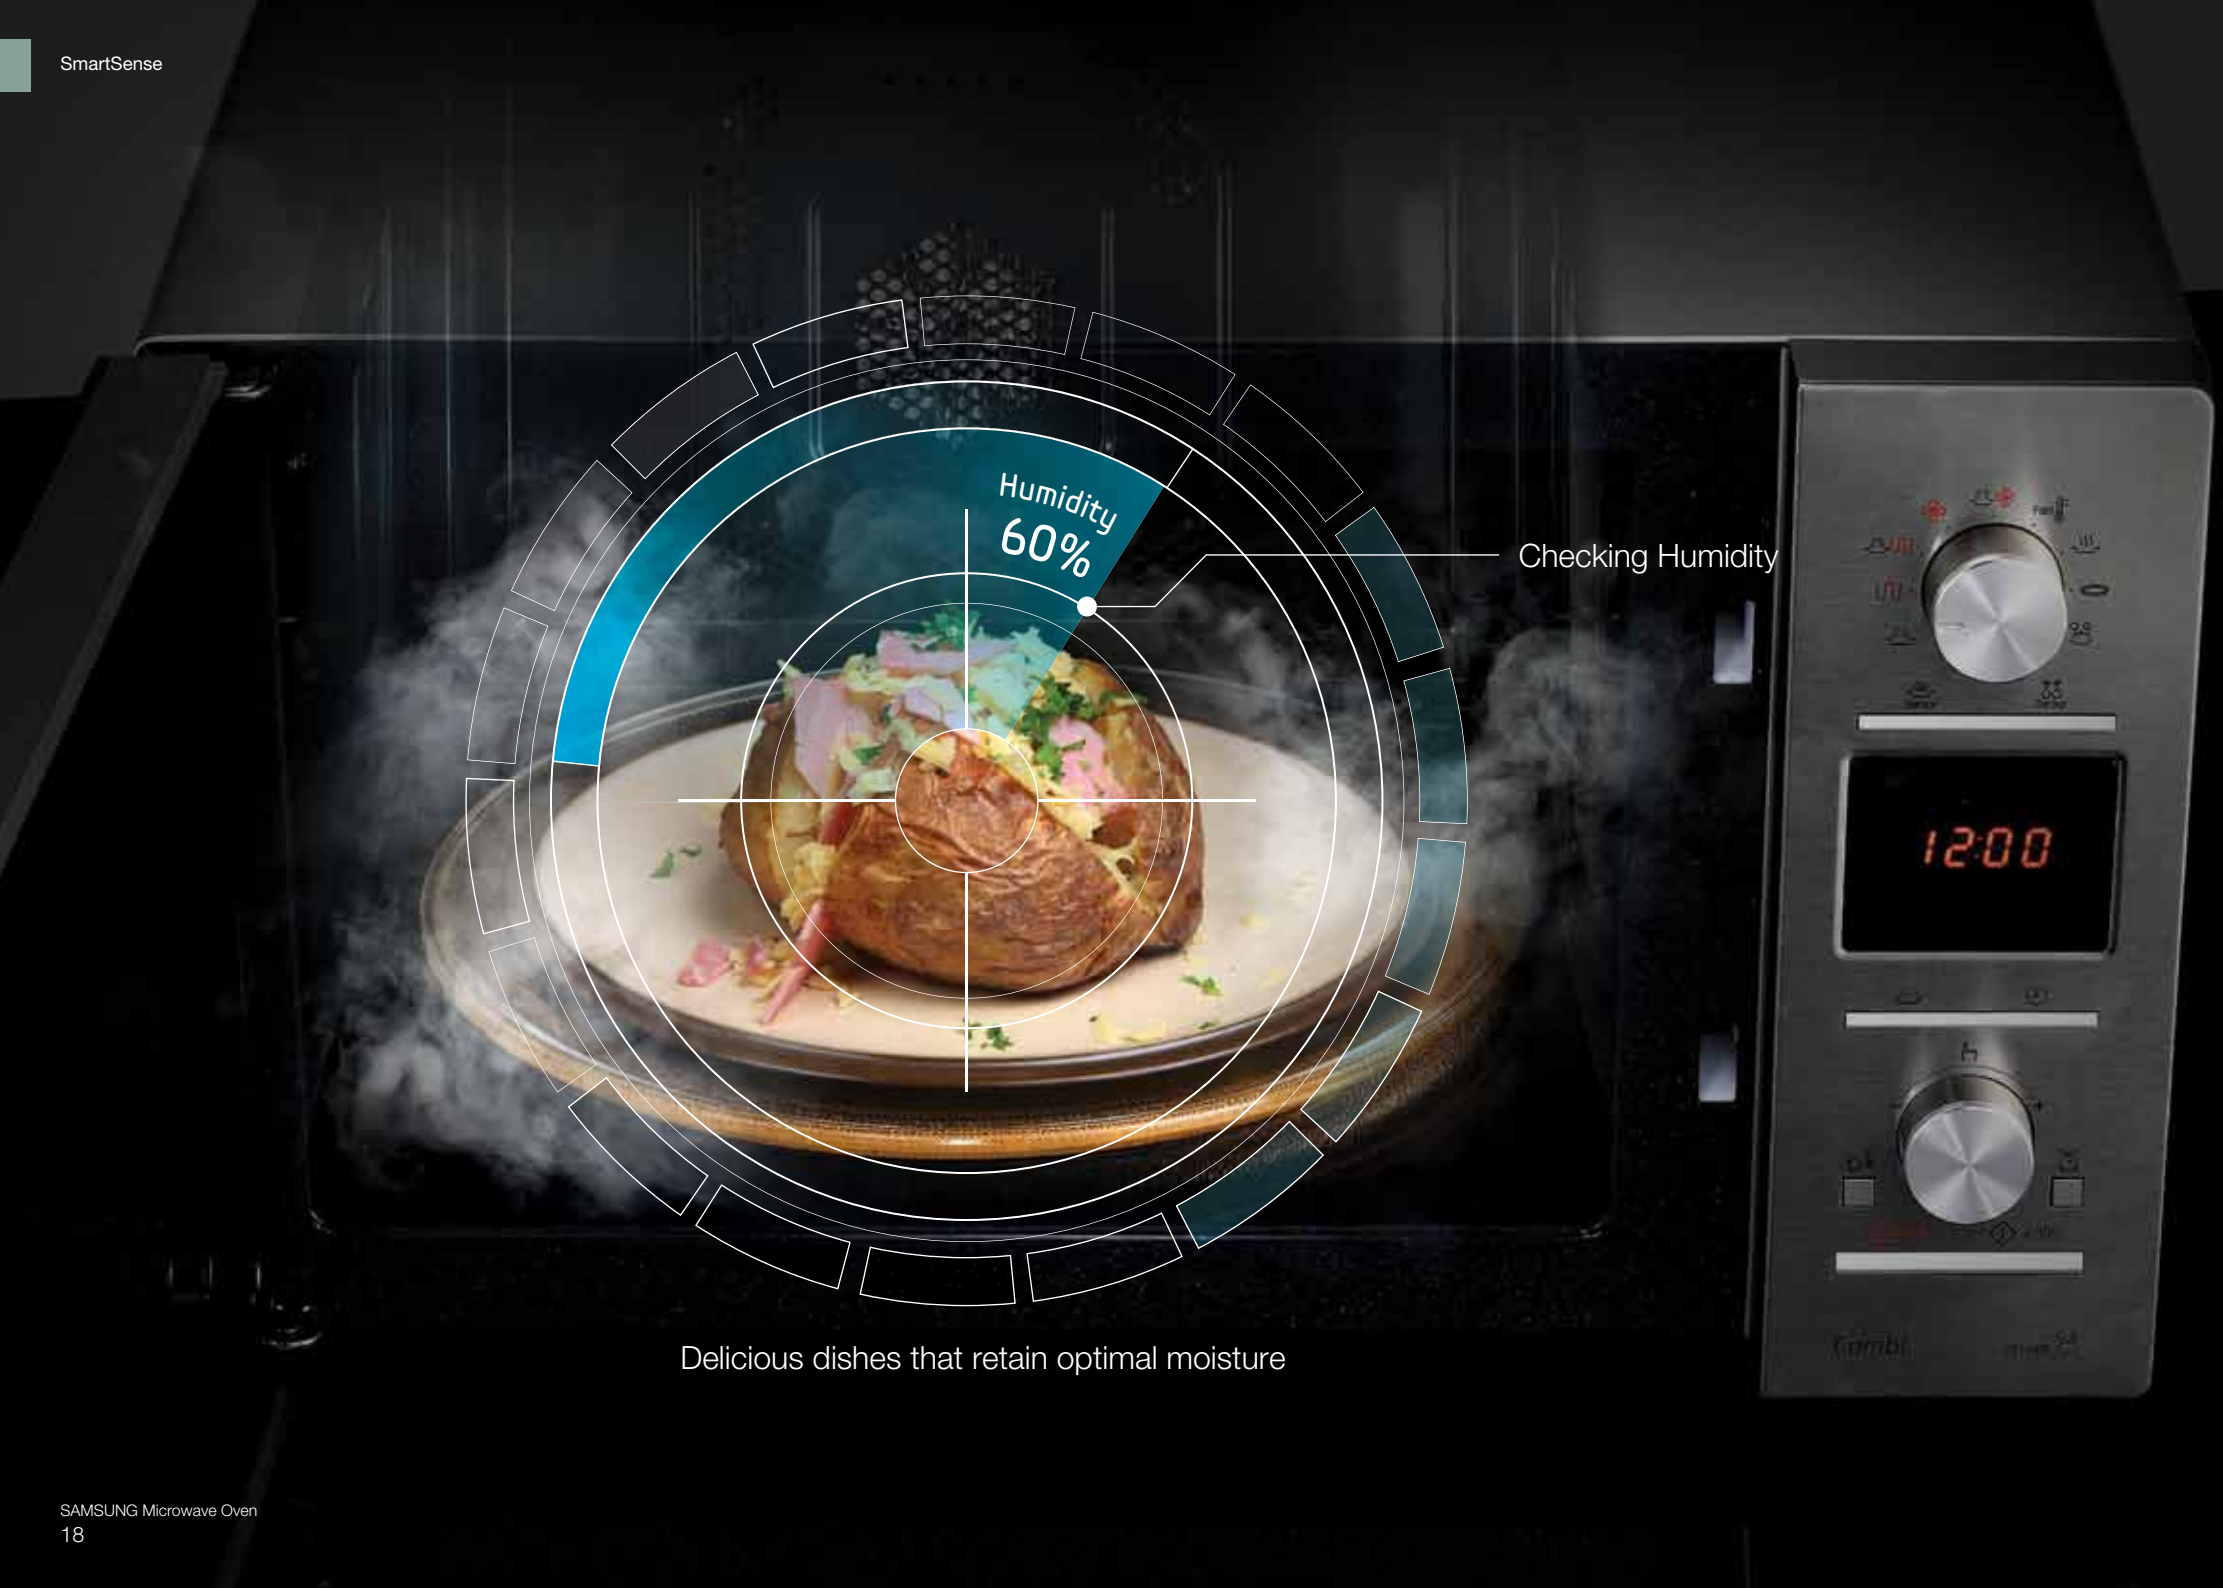 SmartSense
Humidity
60%
Checking Humidity
12:00
Delicious dishes that retain optimal moisture
SAMSUNG Microwave Oven
18